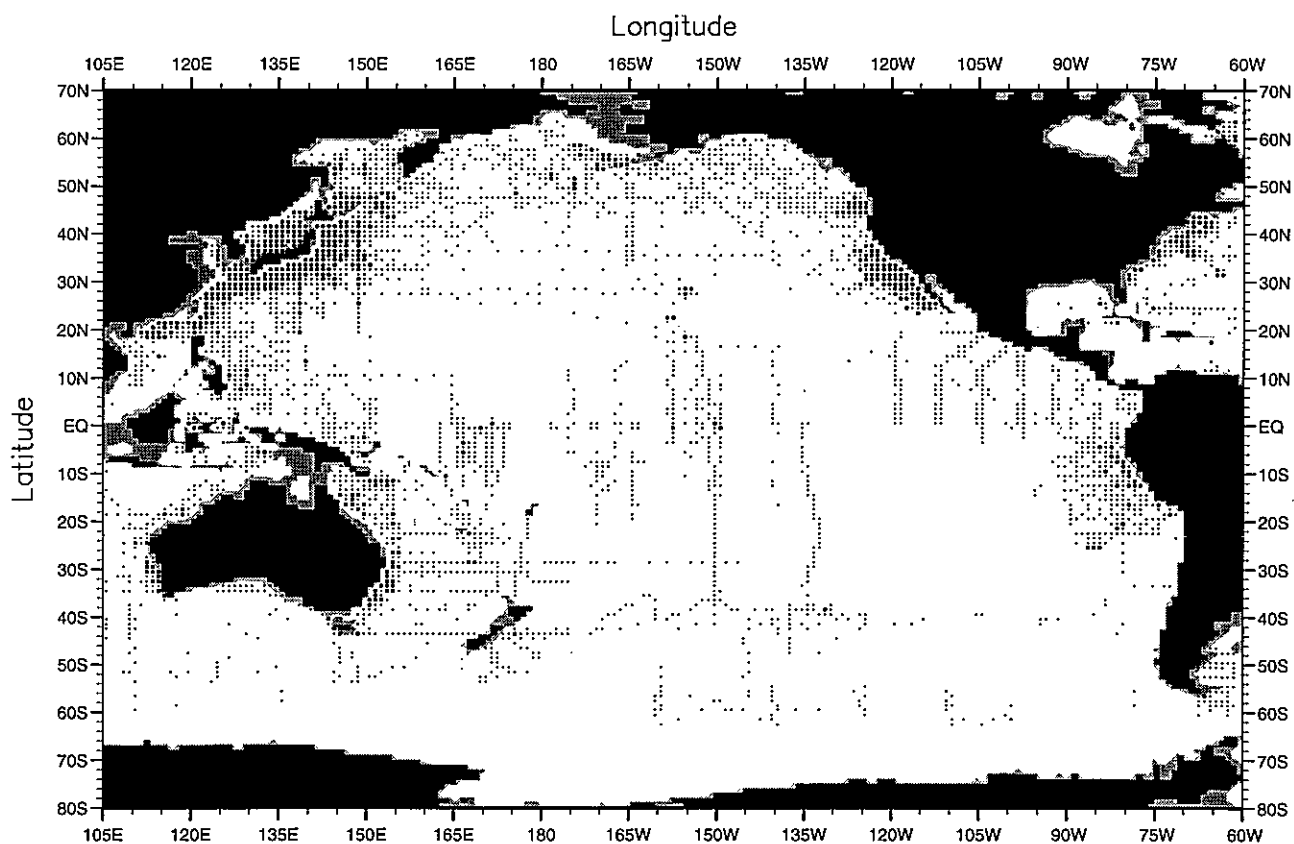 Longitude
105E 120E 135E 150E 165E 180 165W 150W 135W 120W 105W 90W 75W 60W
70N 70N
60N 60N
50N 50N
40N 40N
30N 30N
20N 20N
10N 10N
EQ EQ
10S 10S
20S 20S
30S 30S
40S 40S
50S 50S
60S 60S
70S 70S
80S 80S
Latitude
105E 120E 135E 150E 165E 180 165W 150W 135W 120W 105W 90W 75W 60W